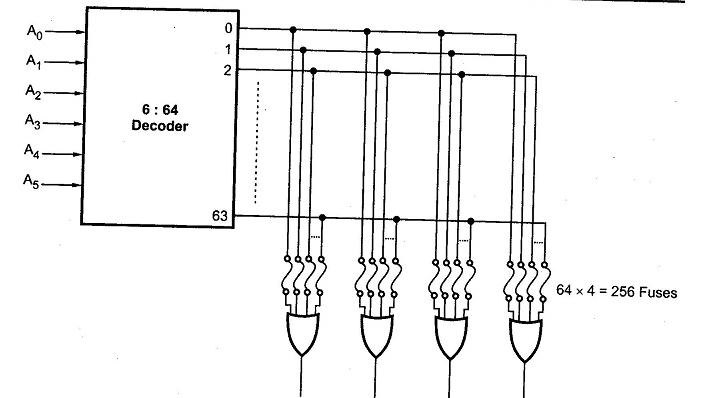 A0
A1
A2
A3
A4
A5
6 : 64
Decoder
0
1
2
63
64 × 4 = 256 Fuses